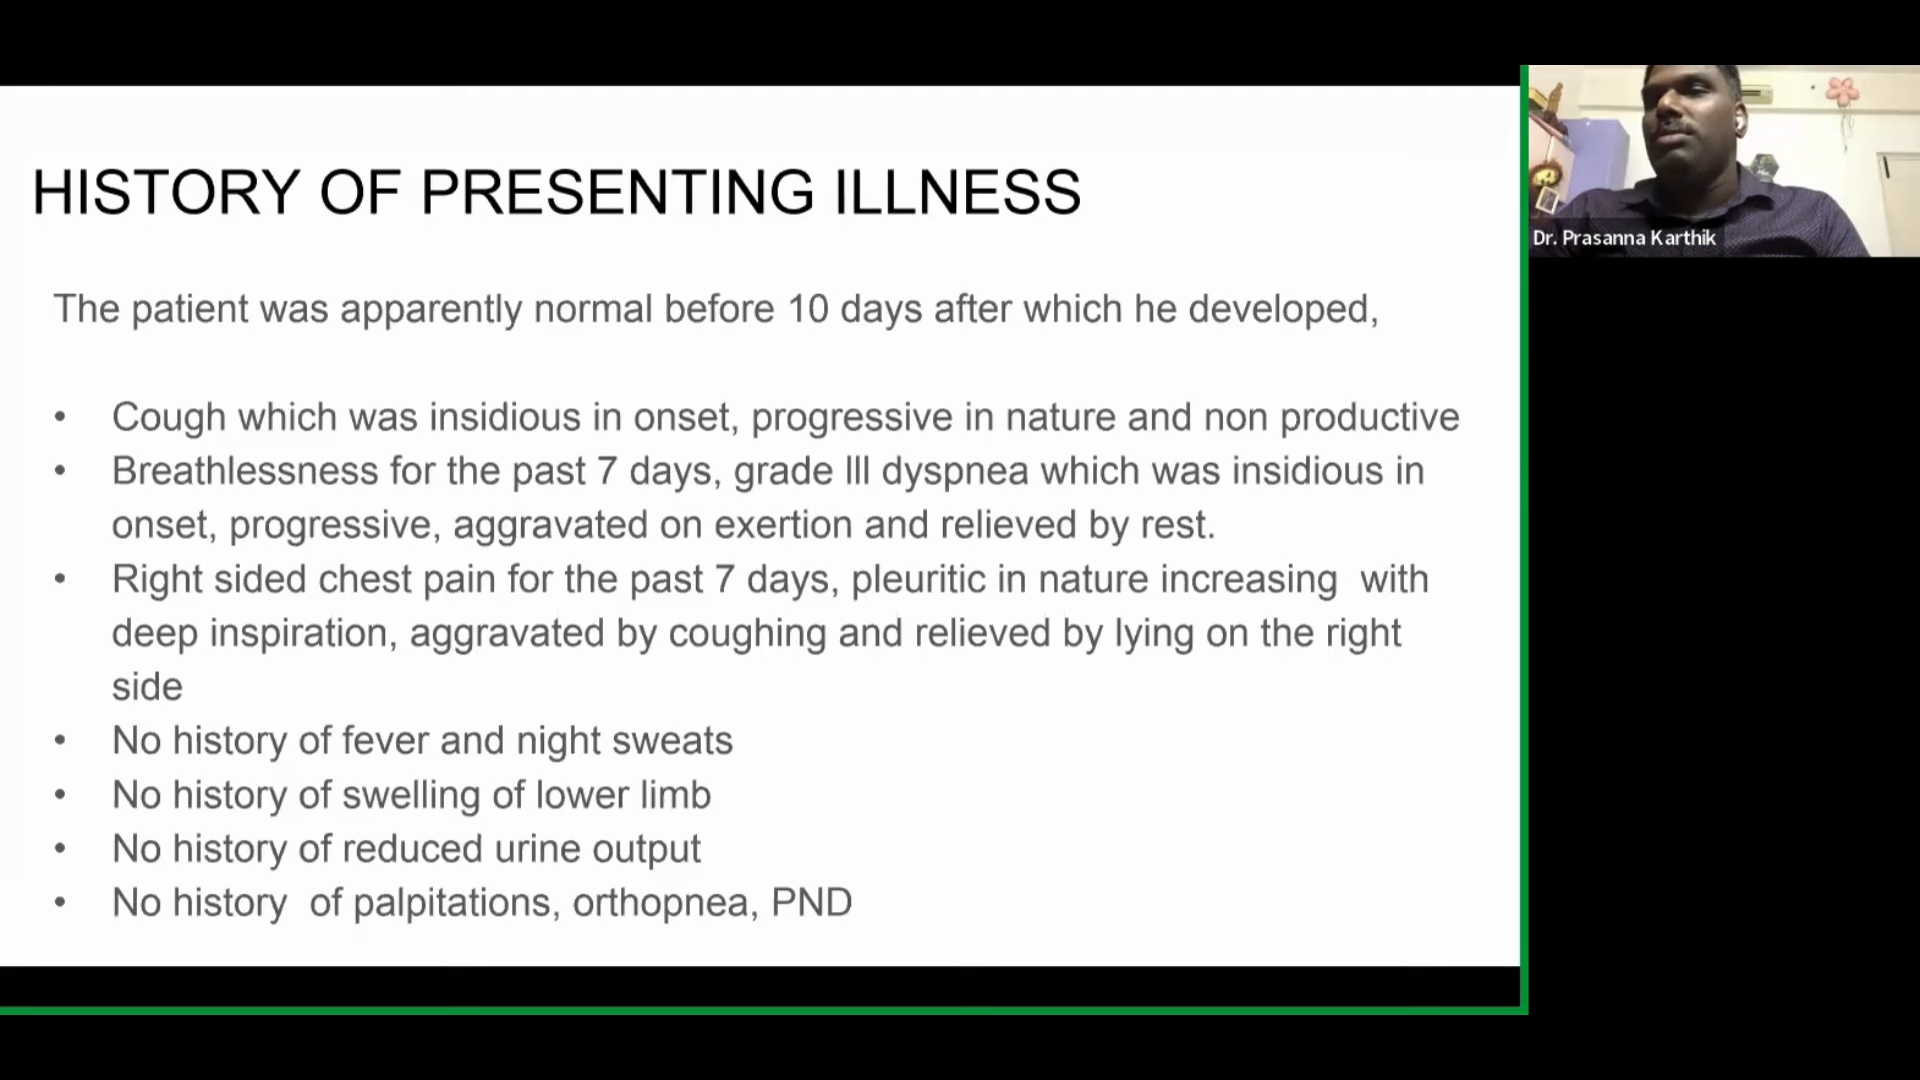 HISTORY OF PRESENTING ILLNESS
The patient was apparently normal before 10 days after which he developed,
• Cough which was insidious in onset, progressive in nature and non productive
• Breathlessness for the past 7 days, grade III dyspnea which was insidious in
onset, progressive, aggravated on exertion and relieved by rest.
• Right sided chest pain for the past 7 days, pleuritic in nature increasing  with
deep inspiration, aggravated by coughing and relieved by lying on the right
side
• No history of fever and night sweats
• No history of swelling of lower limb
• No history of reduced urine output
• No history  of palpitations, orthopnea, PND
Dr. Prasanna Karthik